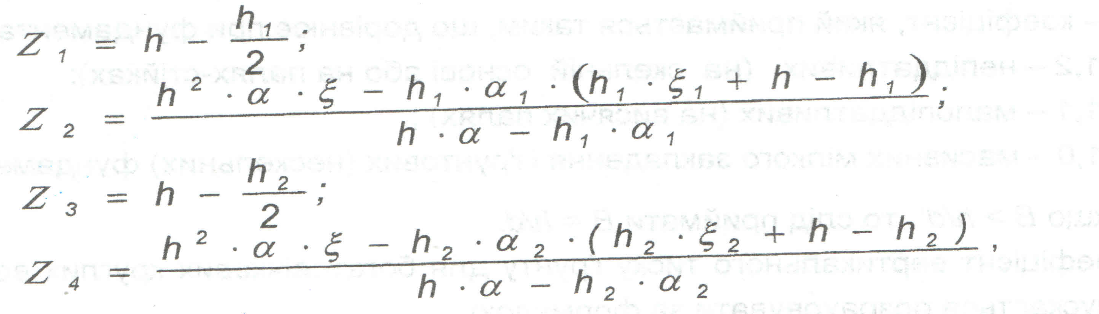 Z₁ = h − h₁/2;
Z₂ = (h² · α · ξ − h₁ · α₁ · (h₁ · ξ₁ + h − h₁))/(h · α − h₁ · α₁);
Z₃ = h − h₂/2;
Z₄ = (h² · α · ξ − h₂ · α₂ · (h₂ · ξ₂ + h − h₂))/(h · α − h₂ · α₂),